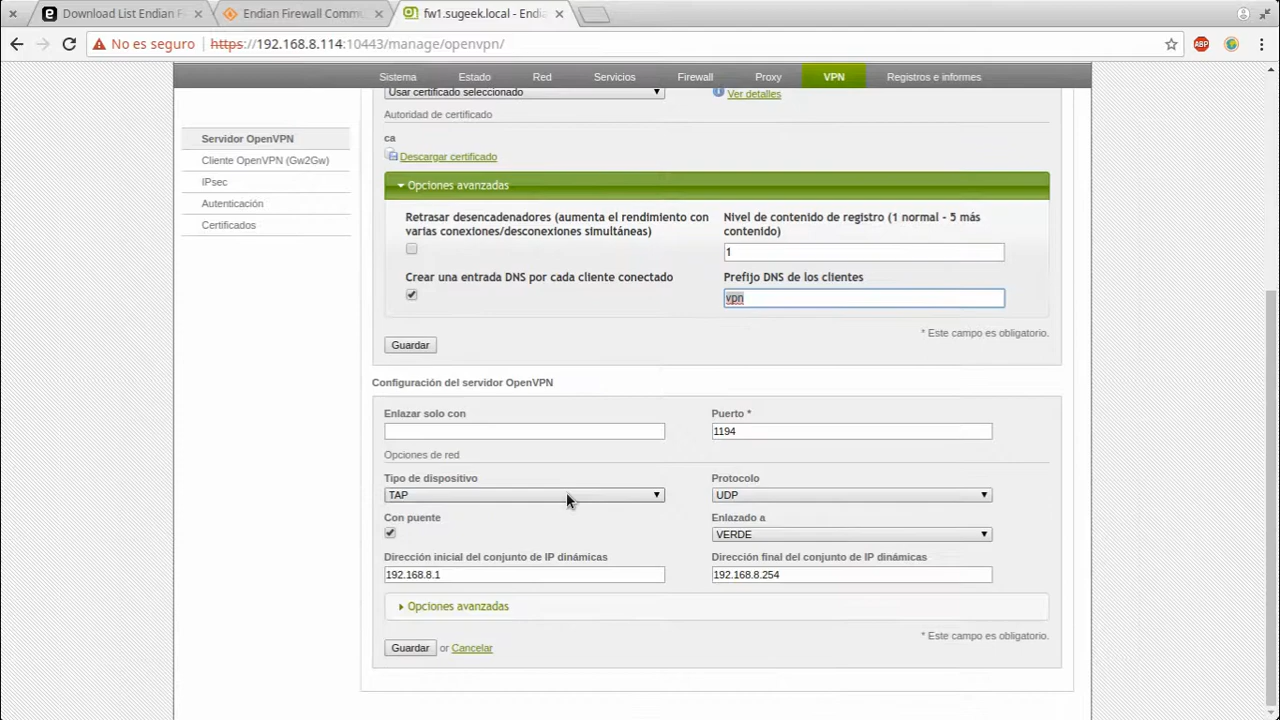 Download List Endian F
Endian Firewall Commu
fw1.sugeek.local - Endia
No es seguro https://192.168.8.114:10443/manage/openvpn/
ABP
Sistema Estado Red Servicios Firewall Proxy VPN Registros e informes
Usar certificado seleccionado Ver detalles
Autoridad de certificado
Servidor OpenVPN
ca
Cliente OpenVPN (Gw2Gw)
Descargar certificado
IPsec
Opciones avanzadas
Autenticación
Certificados
Retrasar desencadenadores (aumenta el rendimiento con
varias conexiones/desconexiones simultáneas)
Nivel de contenido de registro (1 normal - 5 más
contenido)
1
Crear una entrada DNS por cada cliente conectado
Prefijo DNS de los clientes
vpn
* Este campo es obligatorio.
Guardar
Configuración del servidor OpenVPN
Enlazar solo con
Puerto *
1194
Opciones de red
Tipo de dispositivo
Protocolo
TAP
UDP
Con puente
Enlazado a
VERDE
Dirección inicial del conjunto de IP dinámicas
Dirección final del conjunto de IP dinámicas
192.168.8.1
192.168.8.254
Opciones avanzadas
* Este campo es obligatorio.
Guardar or Cancelar